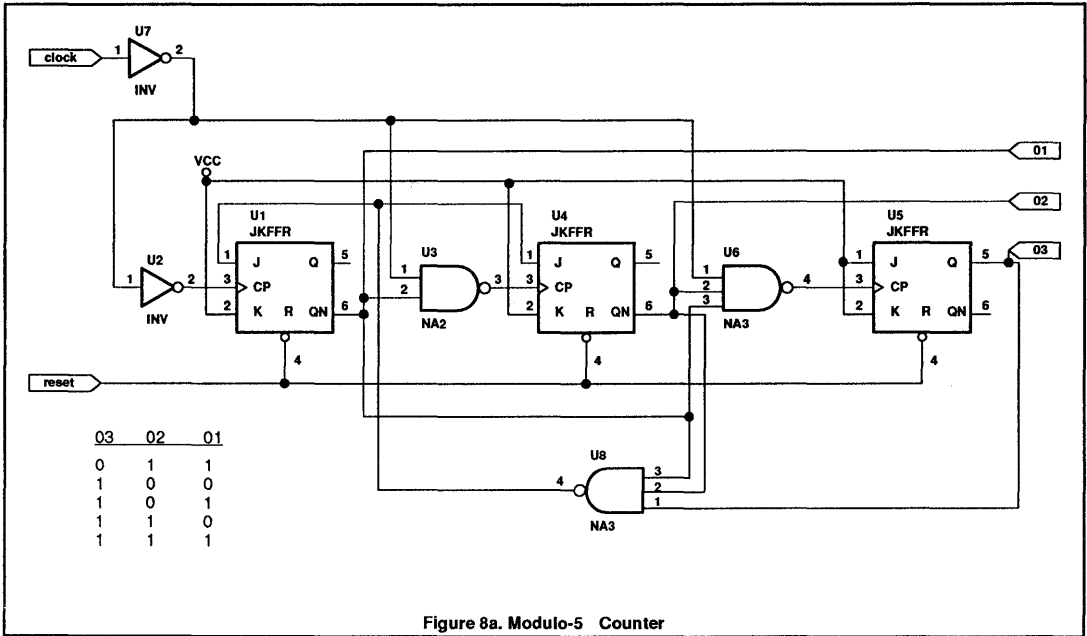 U7
clock 1 2
INV
01
VCC
02
U1
JKFFR
U4
JKFFR
U5
JKFFR
03
U2
U3
U6
1 J Q 5
1 2 3 CP
2 K R QN 6
INV
4
1
2 3
NA2
1 J Q 5
3 CP
2 K R QN 6
4
1
2 4
3
NA3
1 J Q 5
3 CP
2 K R QN 6
4
reset
03 02 01
0 1 1
1 0 0
1 0 1
1 1 0
1 1 1
U8
4 3
2
1
NA3
Figure 8a. Modulo-5 Counter